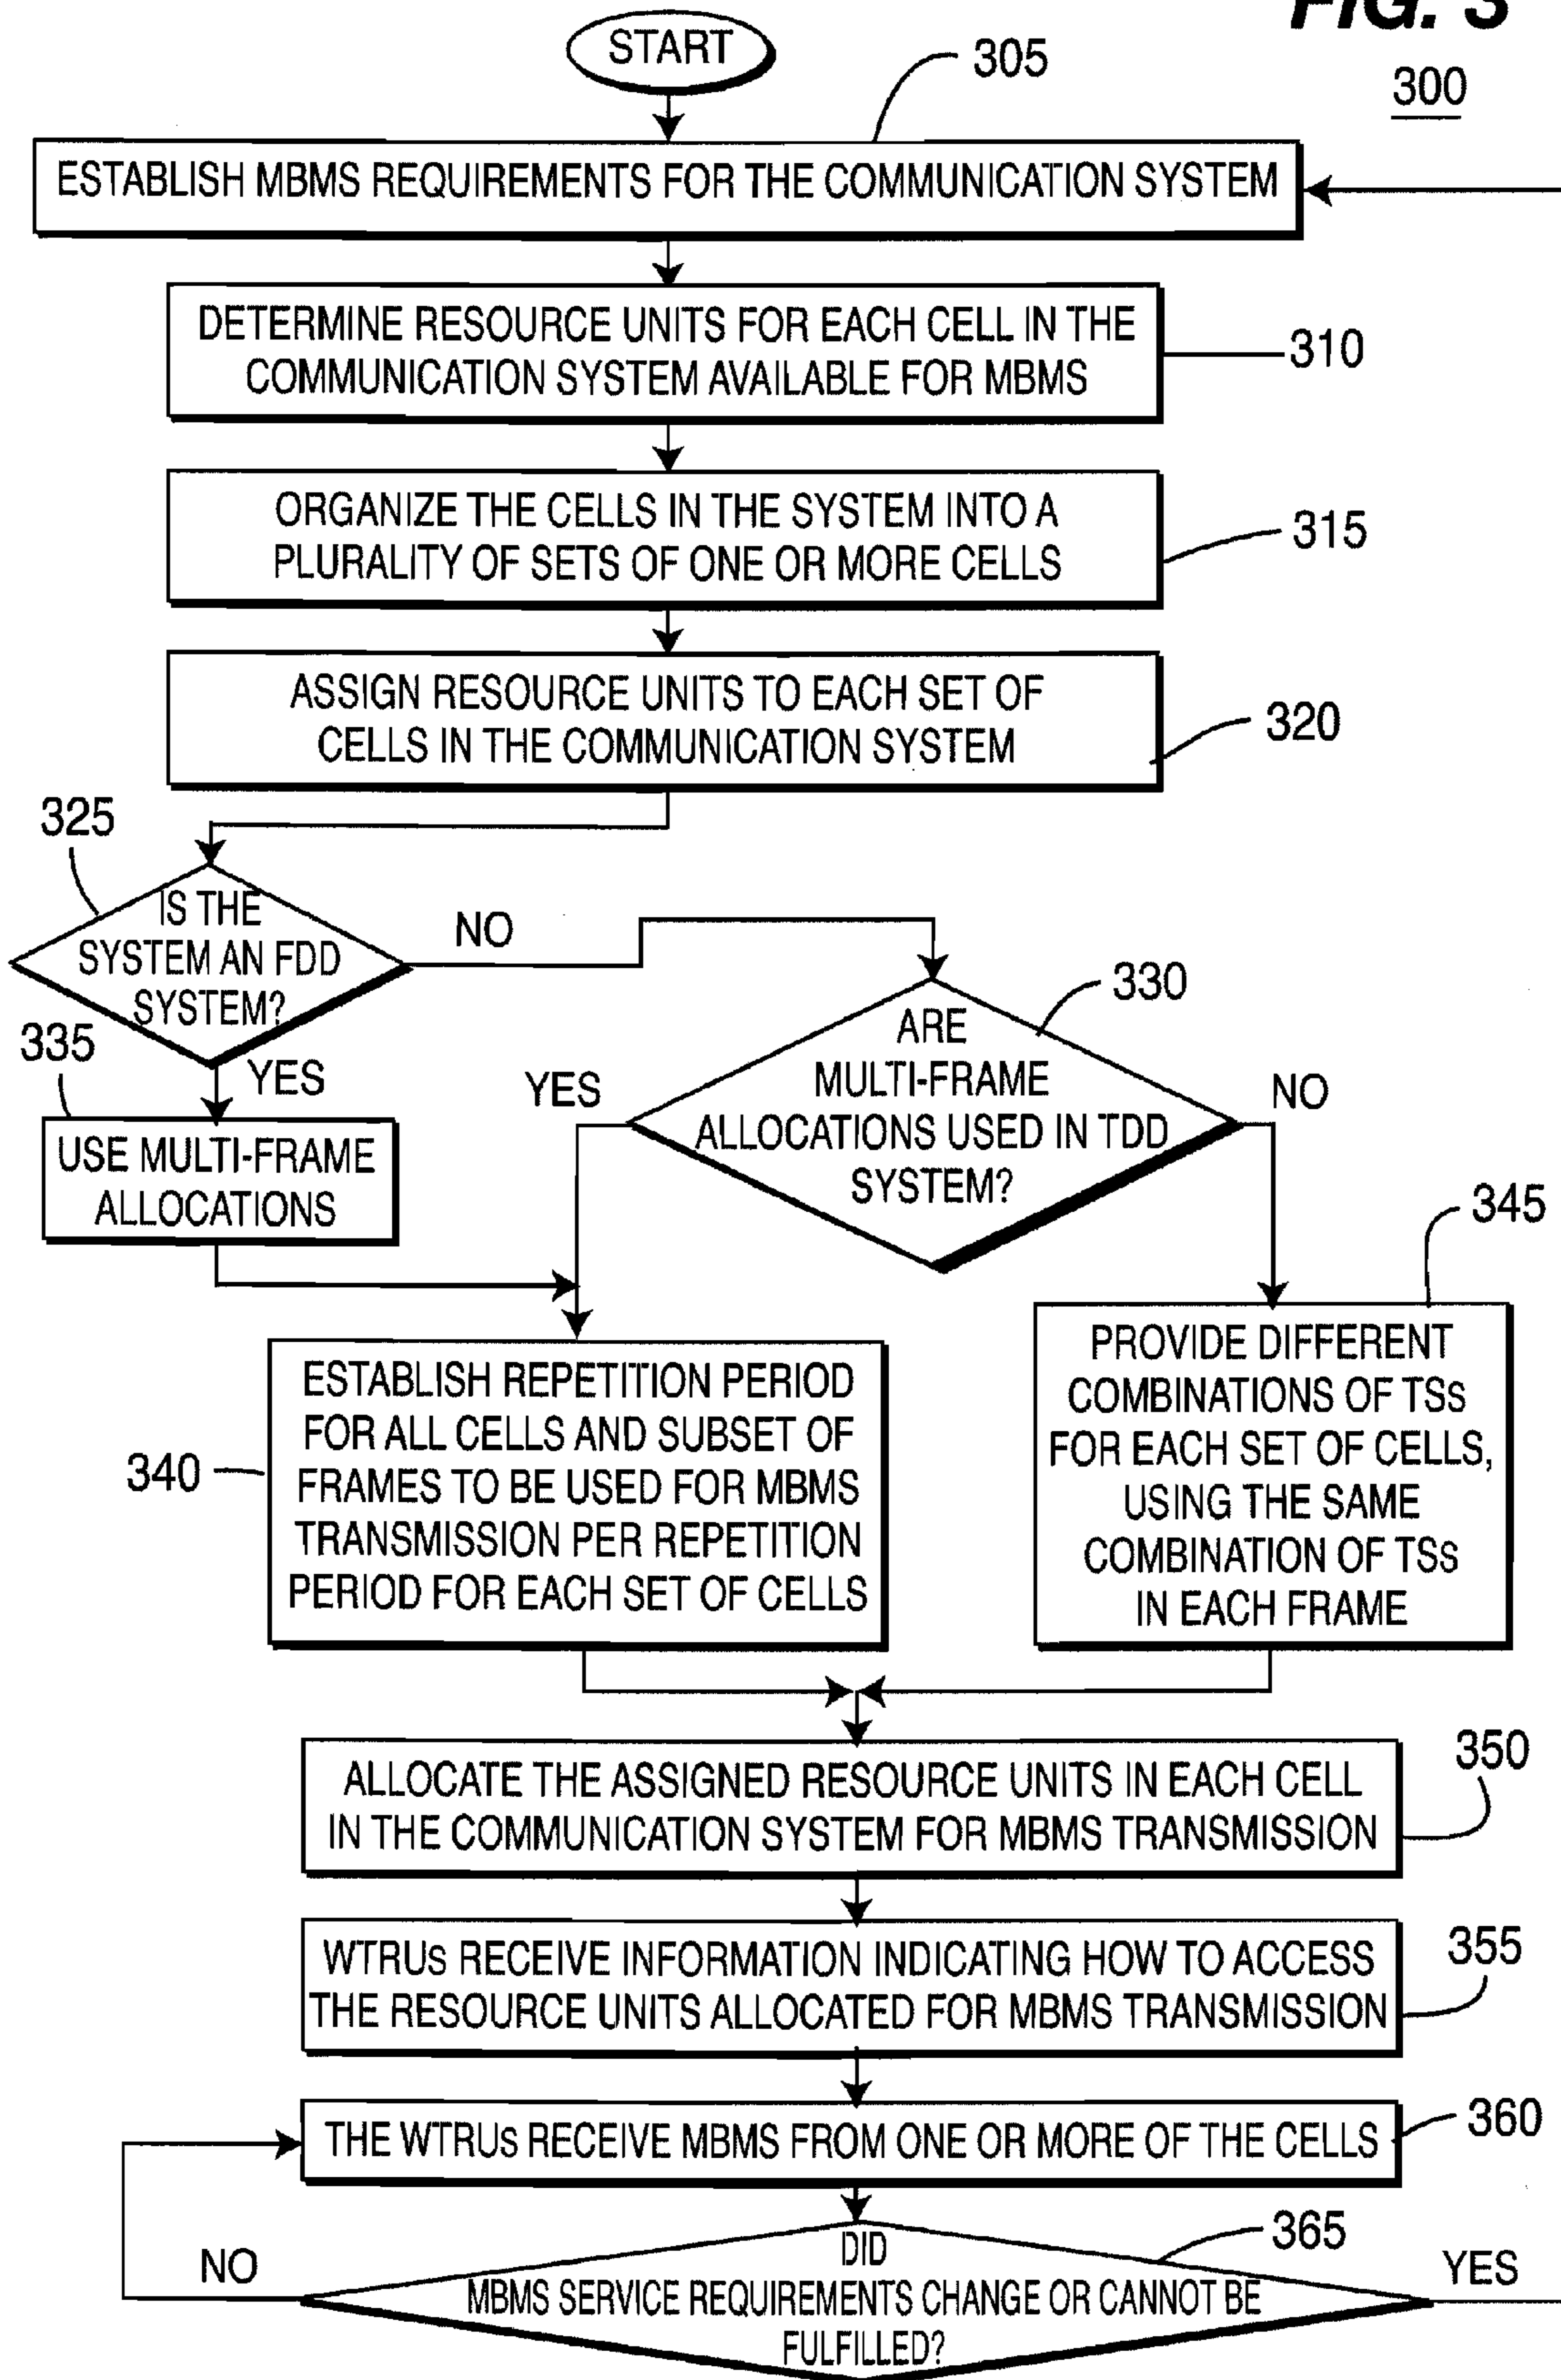 FIG. 3
300
START
305
ESTABLISH MBMS REQUIREMENTS FOR THE COMMUNICATION SYSTEM
DETERMINE RESOURCE UNITS FOR EACH CELL IN THE
COMMUNICATION SYSTEM AVAILABLE FOR MBMS
310
ORGANIZE THE CELLS IN THE SYSTEM INTO A
PLURALITY OF SETS OF ONE OR MORE CELLS
315
ASSIGN RESOURCE UNITS TO EACH SET OF
CELLS IN THE COMMUNICATION SYSTEM
320
325
IS THE
SYSTEM AN FDD
SYSTEM?
NO
YES
330
ARE
MULTI-FRAME
ALLOCATIONS USED IN TDD
SYSTEM?
YES
NO
335
USE MULTI-FRAME
ALLOCATIONS
340
ESTABLISH REPETITION PERIOD
FOR ALL CELLS AND SUBSET OF
FRAMES TO BE USED FOR MBMS
TRANSMISSION PER REPETITION
PERIOD FOR EACH SET OF CELLS
345
PROVIDE DIFFERENT
COMBINATIONS OF TSs
FOR EACH SET OF CELLS,
USING THE SAME
COMBINATION OF TSs
IN EACH FRAME
ALLOCATE THE ASSIGNED RESOURCE UNITS IN EACH CELL
IN THE COMMUNICATION SYSTEM FOR MBMS TRANSMISSION
350
WTRUs RECEIVE INFORMATION INDICATING HOW TO ACCESS
THE RESOURCE UNITS ALLOCATED FOR MBMS TRANSMISSION
355
THE WTRUs RECEIVE MBMS FROM ONE OR MORE OF THE CELLS
360
365
DID
MBMS SERVICE REQUIREMENTS CHANGE OR CANNOT BE
FULFILLED?
NO
YES